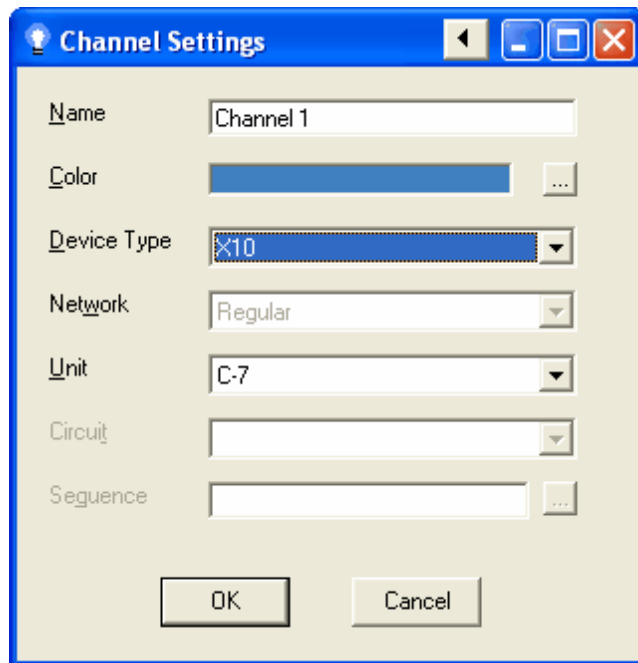 Channel Settings
Name Channel 1
Color ...
Device Type X10
Network Regular
Unit C-7
Circuit
Sequence ...
OK Cancel